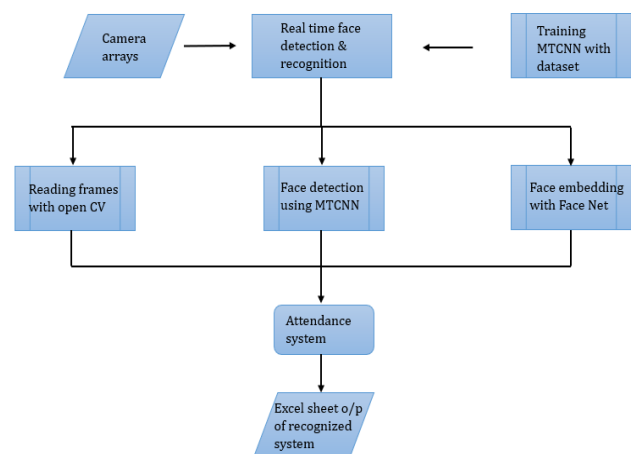 Camera
arrays
Real time face
detection &
recognition
Training
MTCNN with
dataset
Reading frames
with open CV
Face detection
using MTCNN
Face embedding
with Face Net
Attendance
system
Excel sheet o/p
of recognized
system